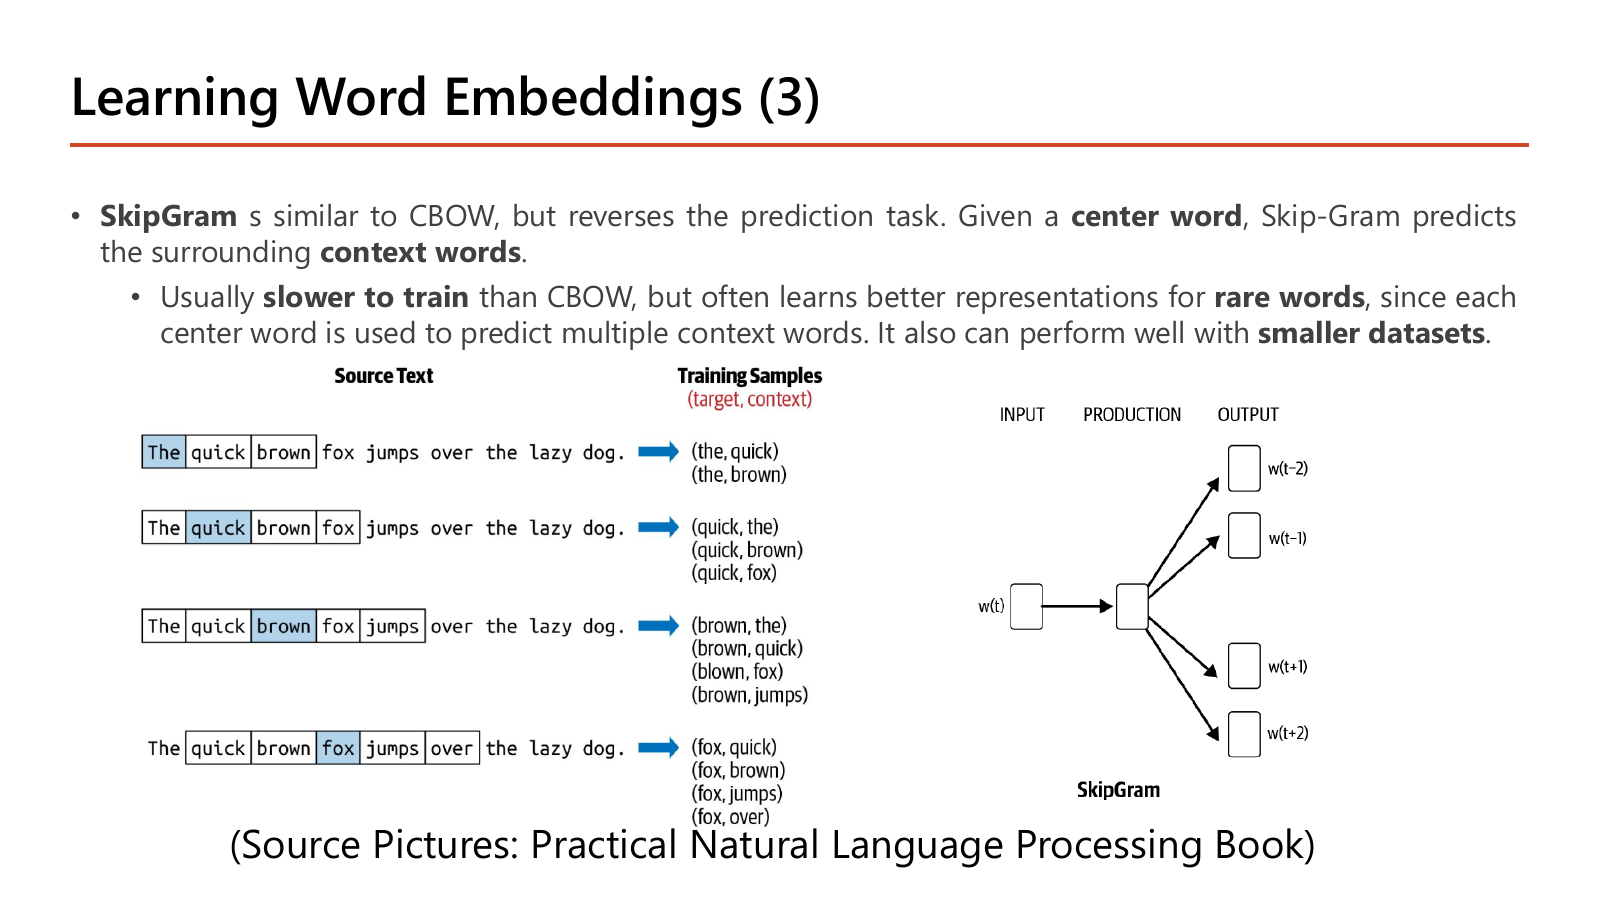 Learning Word Embeddings (3)
• SkipGram s similar to CBOW, but reverses the prediction task. Given a center word, Skip-Gram predicts
the surrounding context words.
• Usually slower to train than CBOW, but often learns better representations for rare words, since each
center word is used to predict multiple context words. It also can perform well with smaller datasets.
Source Text
Training Samples
(target, context)
The quick brown fox jumps over the lazy dog.
(the, quick)
(the, brown)
The quick brown fox jumps over the lazy dog.
(quick, the)
(quick, brown)
(quick, fox)
The quick brown fox jumps over the lazy dog.
(brown, the)
(brown, quick)
(blown, fox)
(brown, jumps)
The quick brown fox jumps over the lazy dog.
(fox, quick)
(fox, brown)
(fox, jumps)
(fox, over)
INPUT PRODUCTION OUTPUT
w(t-2)
w(t-1)
w(t)
w(t+1)
w(t+2)
SkipGram
(Source Pictures: Practical Natural Language Processing Book)